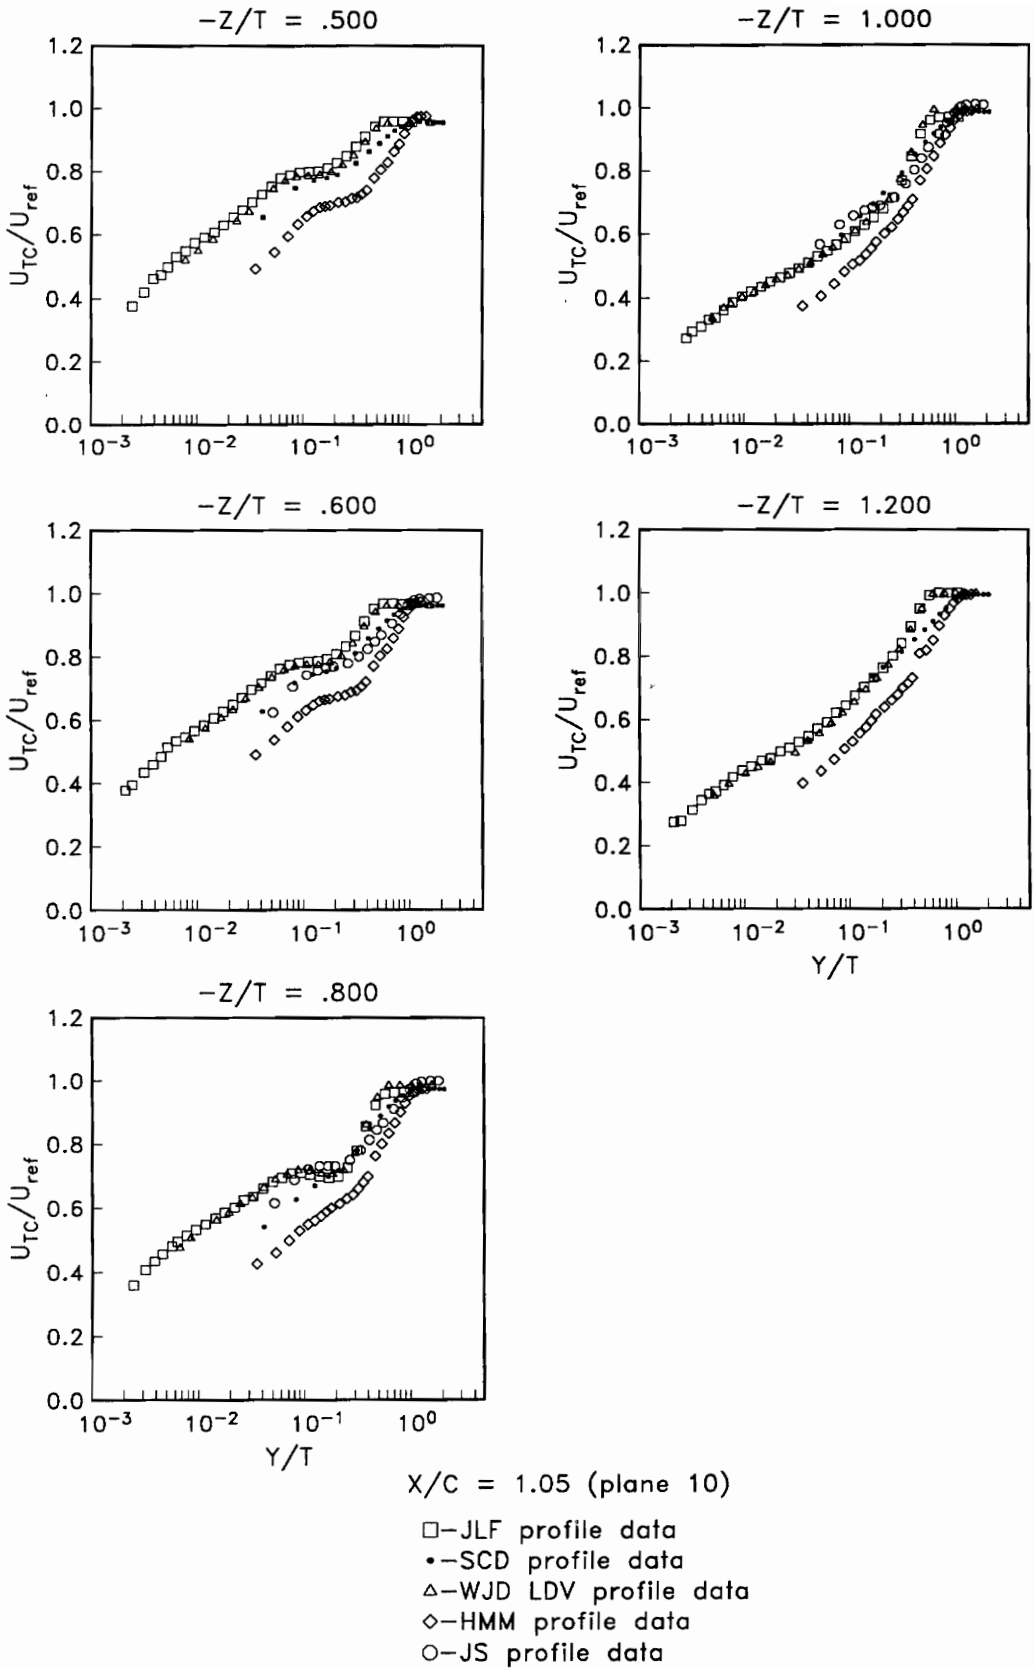 -Z/T = .500
1.2
1.0
0.8
0.6
0.4
0.2
0.0
U_TC/U_ref
10^-3 10^-2 10^-1 10^0
-Z/T = 1.000
1.2
1.0
0.8
0.6
0.4
0.2
0.0
U_TC/U_ref
10^-3 10^-2 10^-1 10^0
-Z/T = .600
1.2
1.0
0.8
0.6
0.4
0.2
0.0
U_TC/U_ref
10^-3 10^-2 10^-1 10^0
-Z/T = 1.200
1.2
1.0
0.8
0.6
0.4
0.2
0.0
U_TC/U_ref
10^-3 10^-2 10^-1 10^0
Y/T
-Z/T = .800
1.2
1.0
0.8
0.6
0.4
0.2
0.0
U_TC/U_ref
10^-3 10^-2 10^-1 10^0
Y/T
X/C = 1.05 (plane 10)
□-JLF profile data
•-SCD profile data
△-WJD LDV profile data
◇-HMM profile data
○-JS profile data